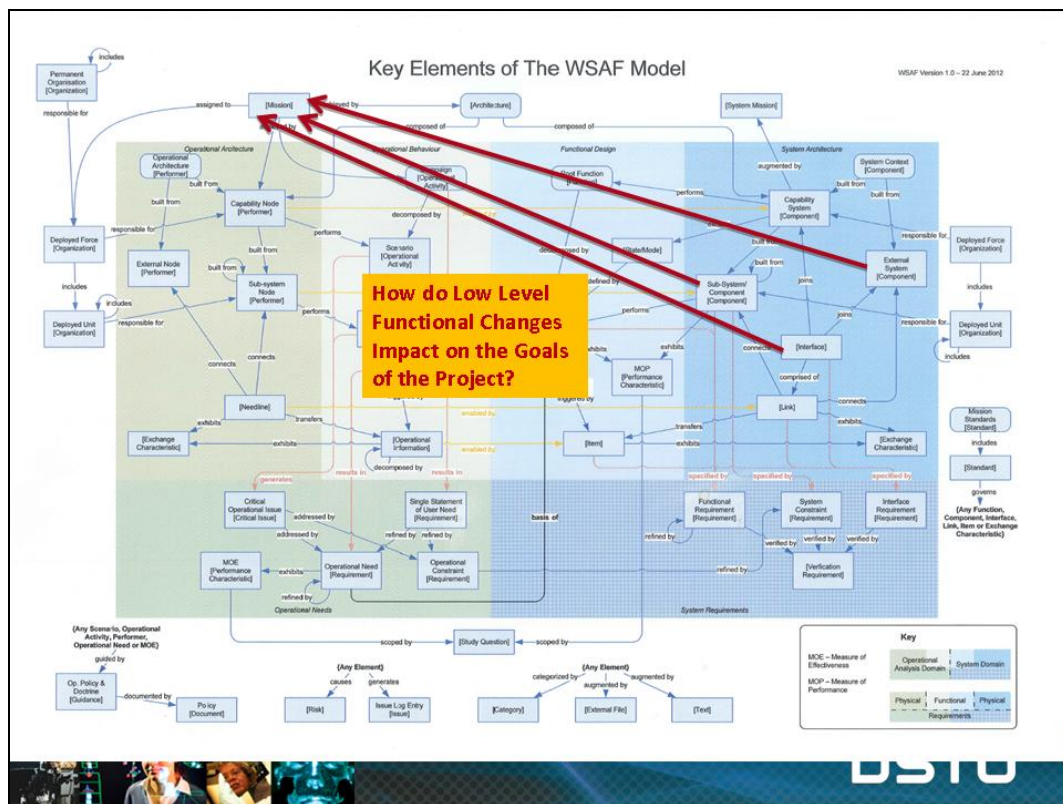 Key Elements of The WSAF Model
WSAF Version 1.0 – 22 June 2012
includes
Permanent
Organisation
[Organization]
responsible for
assigned to
[Mission]
achieved by
[Architecture]
[System Mission]
composed of
composed of
augmented by
Operational Architecture
Operational Behaviour
Functional Design
System Architecture
Operational
Architecture
[Performer]
[Operational
Activity]
Root Function
System Context
[Component]
built from
built from
built from
built from
performs
Capability Node
[Performer]
Capability
System
[Component]
decomposed by
responsible for
responsible for
Deployed Force
[Organization]
Deployed Force
[Organization]
External Node
[Performer]
built from
performs
Scenario
[Operational
Activity]
[State/Mode]
built from
External
System
[Component]
built from
built from
Sub-system
Node
[Performer]
Sub-System/
Component
[Component]
joins
includes
includes
includes
Deployed Unit
[Organization]
responsible for
performs
performs
joins
responsible for
Deployed Unit
[Organization]
includes
How do Low Level
Functional Changes
Impact on the Goals
of the Project?
connects
connects
exhibits
exhibits
MOP
[Performance
Characteristic]
[Interface]
comprised of
connects
triggered by
[Needline]
enabled by
[Link]
exhibits
transfers
transfers
[Exchange
Characteristic]
exhibits
[Operational
Information]
enabled by
[Item]
exhibits
exhibits
[Exchange
Characteristic]
decomposed by
Mission
Standards
[Standard]
includes
[Standard]
governs
{Any Function,
Component, Interface,
Link, Item or Exchange
Characteristic}
generates
results in
results in
specified by
specified by
specified by
Critical
Operational Issue
[Critical Issue]
Single Statement
of User Need
[Requirement]
basis of
Functional
Requirement
[Requirement]
System
Constraint
[Requirement]
Interface
Requirement
[Requirement]
addressed by
addressed by
refined by
refined by
refined by
verified by
verified by
verified by
MOE
[Performance
Characteristic]
exhibits
Operational Need
[Requirement]
Operational
Constraint
[Requirement]
[Verification
Requirement]
refined by
Operational Needs
System Requirements
{Any Scenario, Operational
Activity, Performer,
Operational Need or MOE}
guided by
Op. Policy &
Doctrine
[Guidance]
documented by
Policy
[Document]
scoped by
[Study Question]
scoped by
{Any Element}
causes
generates
[Risk]
Issue Log Entry
[Issue]
{Any Element}
categorized by
augmented by
augmented by
[Category]
[External File]
[Text]
Key
MOE – Measure of
Effectiveness
MOP – Measure of
Performance
Operational
Analysis Domain
System Domain
Physical
Functional
Physical
Requirements
DSTO